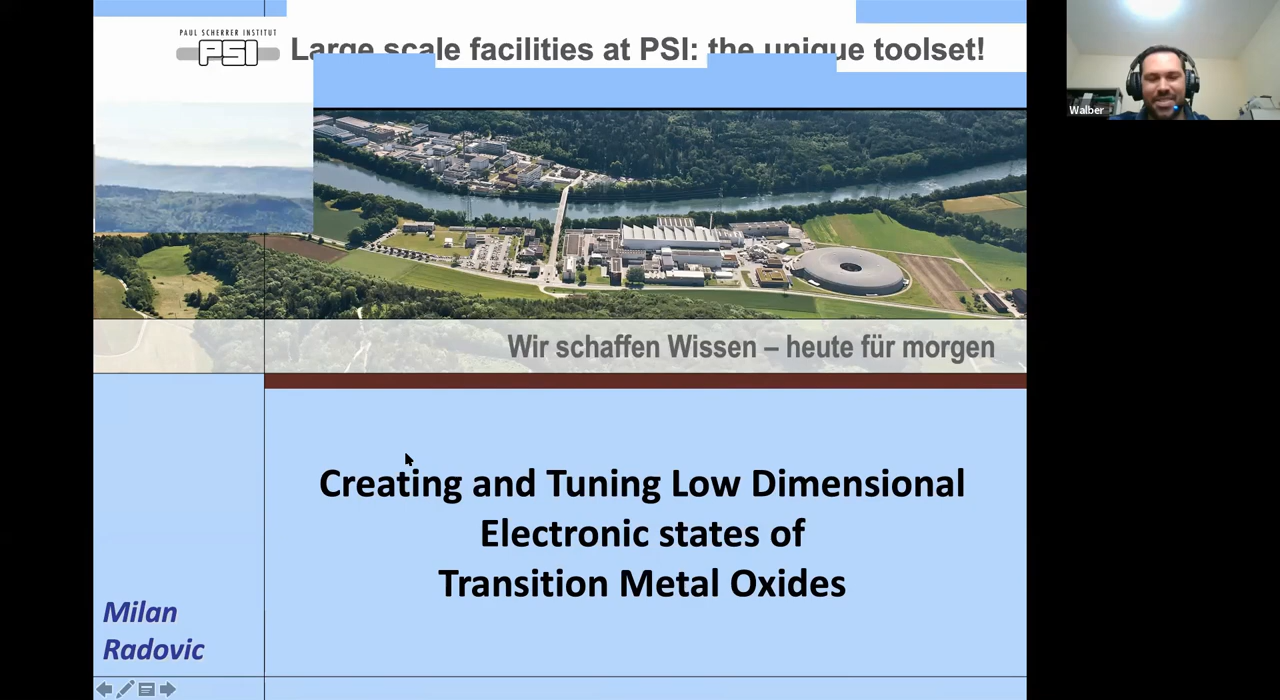 PAUL SCHERRER INSTITUT
PSI
Large scale facilities at PSI: the unique toolset!
Walber
Wir schaffen Wissen – heute für morgen
Creating and Tuning Low Dimensional
Electronic states of
Transition Metal Oxides
Milan
Radovic